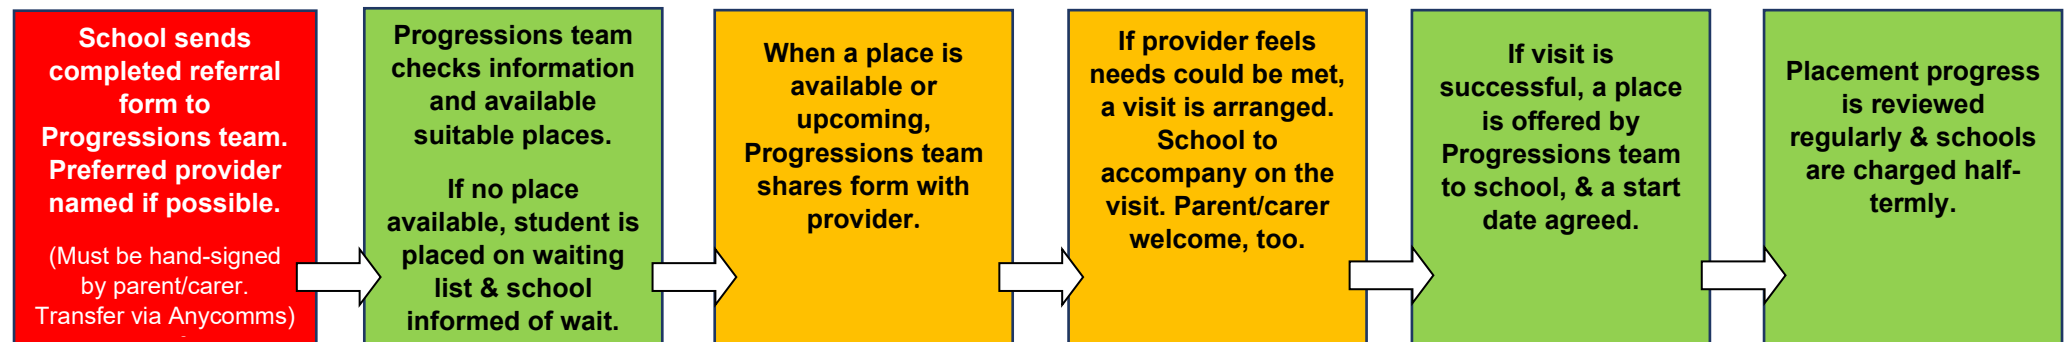 School sends
completed referral
form to
Progressions team.
Preferred provider
named if possible.
(Must be hand-signed
by parent/carer.
Transfer via Anycomms)
Progressions team
checks information
and available
suitable places.
If no place
available, student is
placed on waiting
list & school
informed of wait.
When a place is
available or
upcoming,
Progressions team
shares form with
provider.
If provider feels
needs could be met,
a visit is arranged.
School to
accompany on the
visit. Parent/carer
welcome, too.
If visit is
successful, a place
is offered by
Progressions team
to school, & a start
date agreed.
Placement progress
is reviewed
regularly & schools
are charged half-
termly.